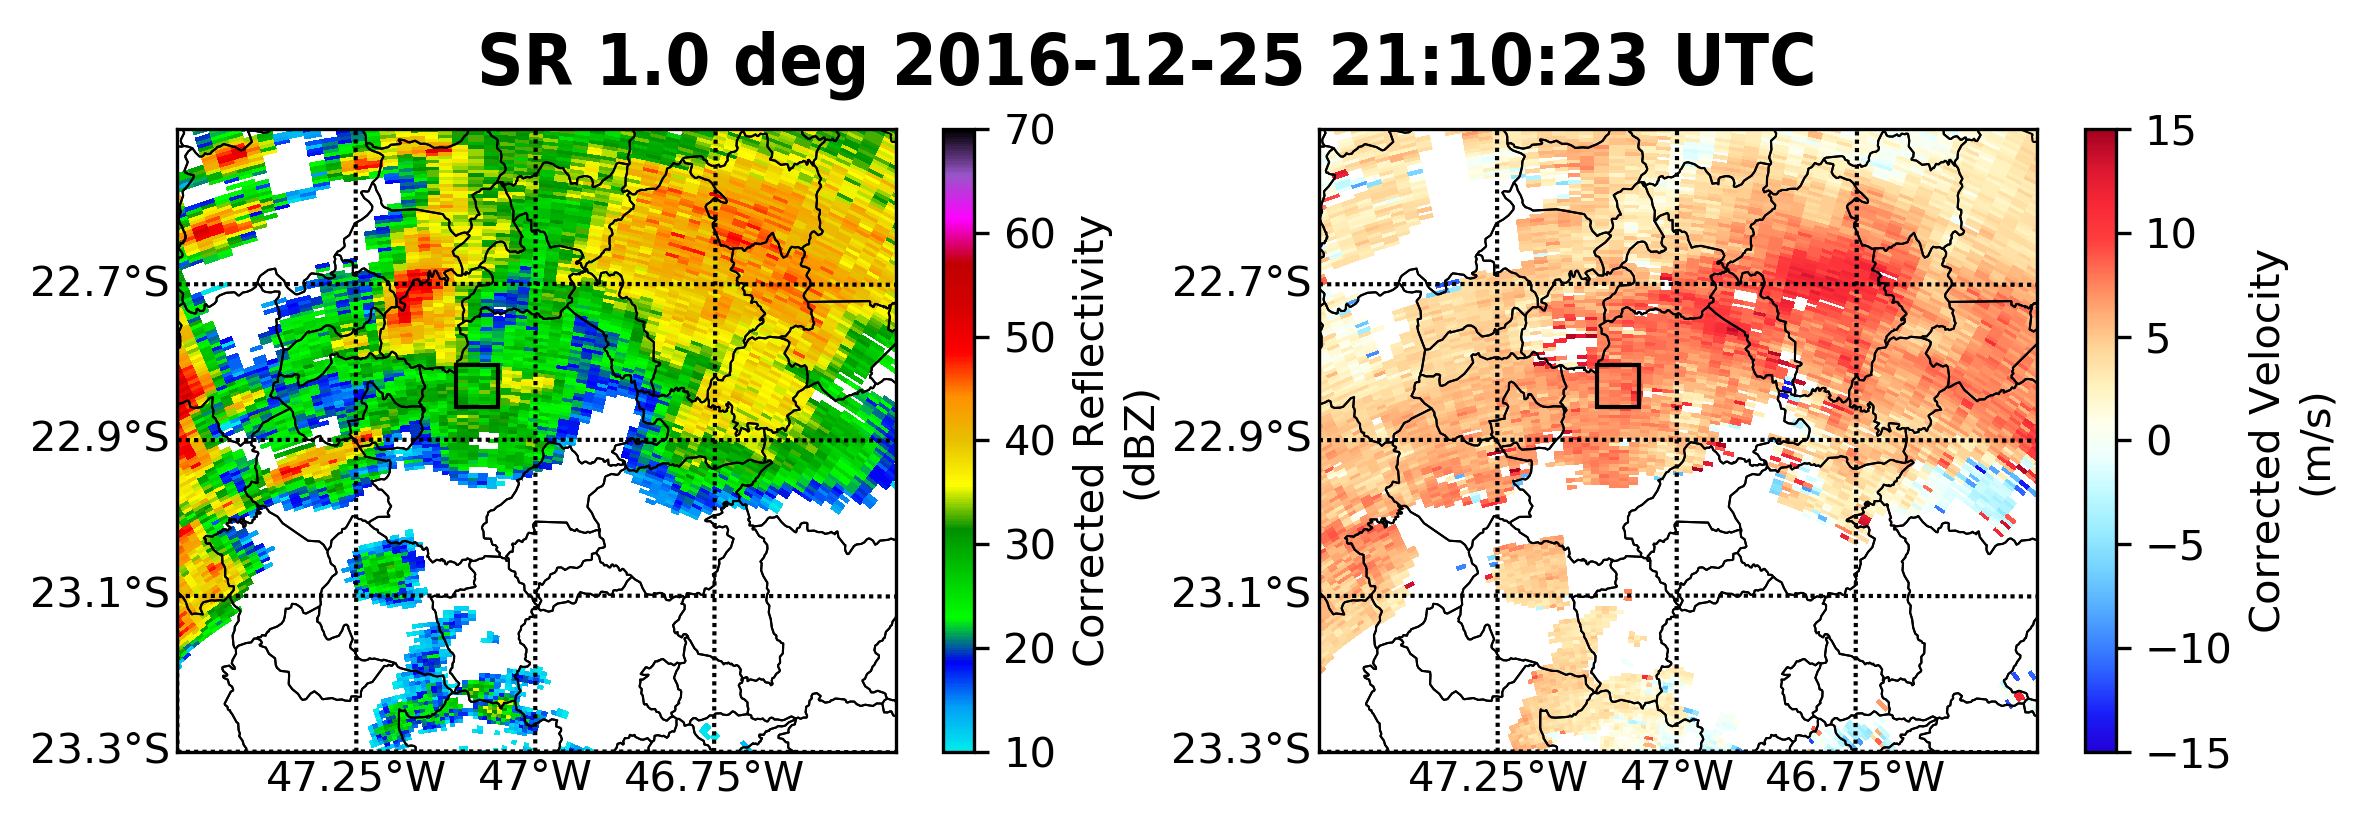 SR 1.0 deg 2016-12-25 21:10:23 UTC
22.7°S
22.9°S
23.1°S
23.3°S
47.25°W
47°W
46.75°W
70
60
50
40
30
20
10
Corrected Reflectivity
(dBZ)
22.7°S
22.9°S
23.1°S
23.3°S
47.25°W
47°W
46.75°W
15
10
5
0
−5
−10
−15
Corrected Velocity
(m/s)